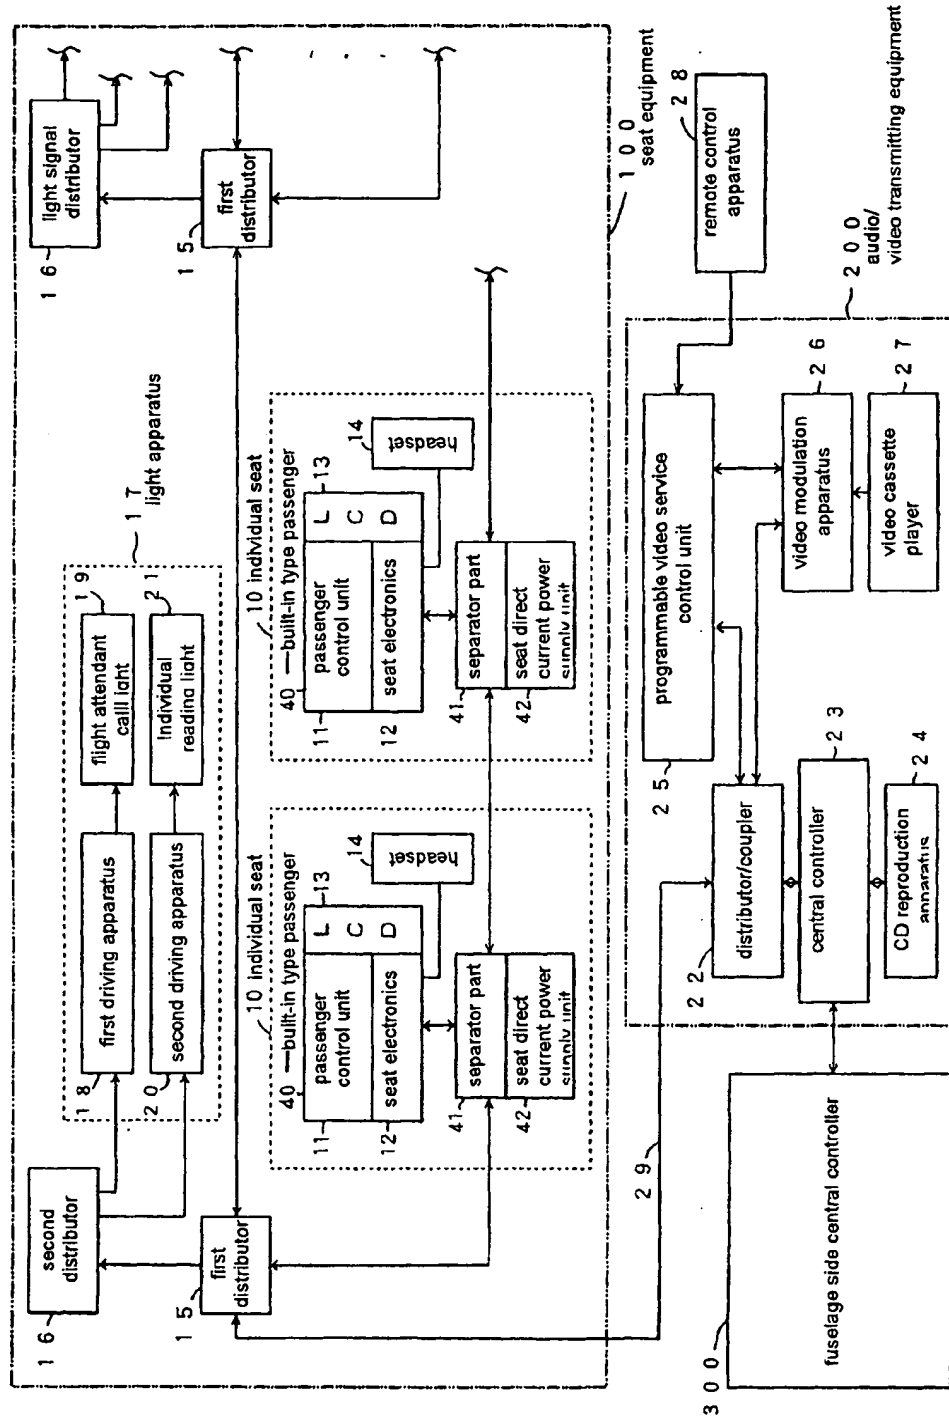 1 0 0
seat equipment
1 6
second
distributor
1 8
first driving apparatus
2 0
second driving apparatus
1 9
flight attendant
call light
2 1
Individual
reading light
1 7
light apparatus
1 6
light signal
distributor
1 5
first
distributor
1 5
first
distributor
10 individual seat
40
built-in type passenger
11
passenger
control unit
L
C
D
13
12
seat electronics
14
headset
41
separator part
42
seat direct
current power
supply unit
10 individual seat
40
built-in type passenger
11
passenger
control unit
L
C
D
13
12
seat electronics
14
headset
41
separator part
42
seat direct
current power
supply unit
2 9
2 8
remote control
apparatus
2 0 0
audio/
video transmitting equipment
2 5
programmable video service
control unit
2 6
video modulation
apparatus
2 7
video cassette
player
2 2
distributor/coupler
2 3
central controller
2 4
CD reproduction
apparatus
3 0 0
fuselage side central controller